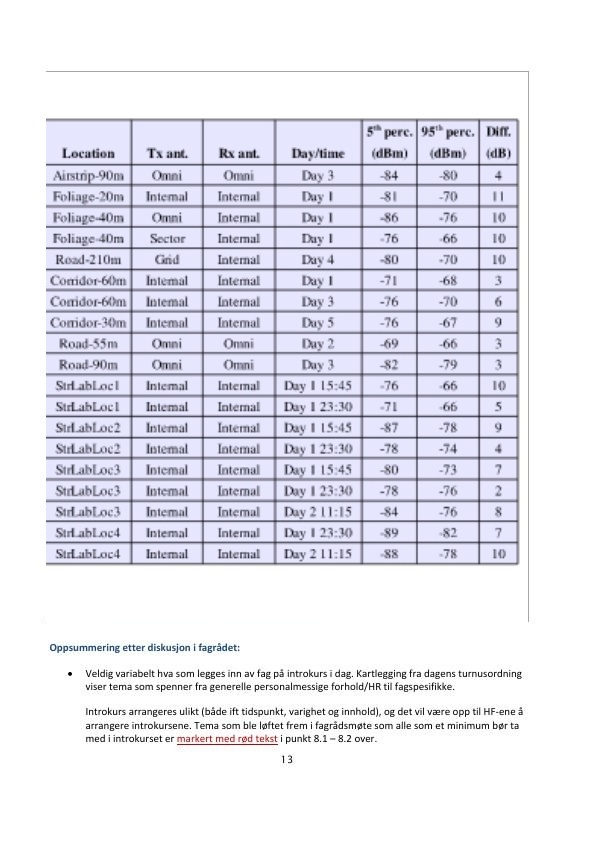 Location Tx ant. Rx ant. Day/time 5th perc. (dBm) 95th perc. (dBm) Diff. (dB)
Airstrip-90m Omni Omni Day 3 -84 -80 4
Foliage-20m Internal Internal Day 1 -81 -70 11
Foliage-40m Omni Internal Day 1 -86 -76 10
Foliage-40m Sector Internal Day 1 -76 -66 10
Road-210m Grid Internal Day 4 -80 -70 10
Corridor-60m Internal Internal Day 1 -71 -68 3
Corridor-60m Internal Internal Day 3 -76 -70 6
Corridor-30m Internal Internal Day 5 -76 -67 9
Road-55m Omni Omni Day 2 -69 -66 3
Road-90m Omni Omni Day 3 -82 -79 3
StrLabLoc1 Internal Internal Day 1 15:45 -76 -66 10
StrLabLoc1 Internal Internal Day 1 23:30 -71 -66 5
StrLabLoc2 Internal Internal Day 1 15:45 -87 -78 9
StrLabLoc2 Internal Internal Day 1 23:30 -78 -74 4
StrLabLoc3 Internal Internal Day 1 15:45 -80 -73 7
StrLabLoc3 Internal Internal Day 1 23:30 -78 -76 2
StrLabLoc3 Internal Internal Day 2 11:15 -84 -76 8
StrLabLoc4 Internal Internal Day 1 23:30 -89 -82 7
StrLabLoc4 Internal Internal Day 2 11:15 -88 -78 10
Oppsummering etter diskusjon i fagrådet:
• Veldig variabelt hva som legges inn av fag på introkurs i dag. Kartlegging fra dagens turnusordning
viser tema som spenner fra generelle personalmessige forhold/HR til fagspesifikke.
Introkurs arrangeres ulikt (både ift tidspunkt, varighet og innhold), og det vil være opp til HF-ene å
arrangere introkursene. Tema som ble løftet frem i fagrådsmøte som alle som et minimum bør ta
med i introkurset er markert med rød tekst i punkt 8.1 – 8.2 over.
13